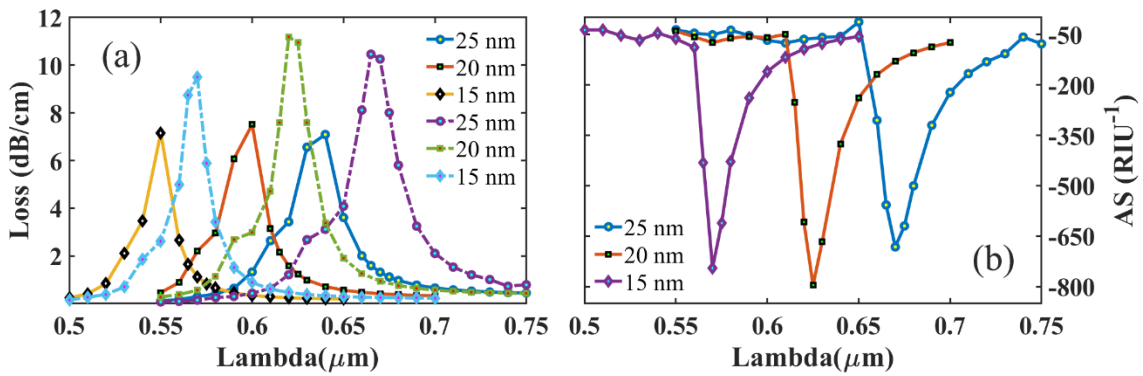 12
10
8
6
4
2
Loss (dB/cm)
(a)
25 nm
20 nm
15 nm
25 nm
20 nm
15 nm
0.5 0.55 0.6 0.65 0.7 0.75
Lambda(μm)
25 nm
20 nm
15 nm
(b)
-50
-200
-350
-500
-650
-800
AS (RIU⁻¹)
0.5 0.55 0.6 0.65 0.7 0.75
Lambda(μm)